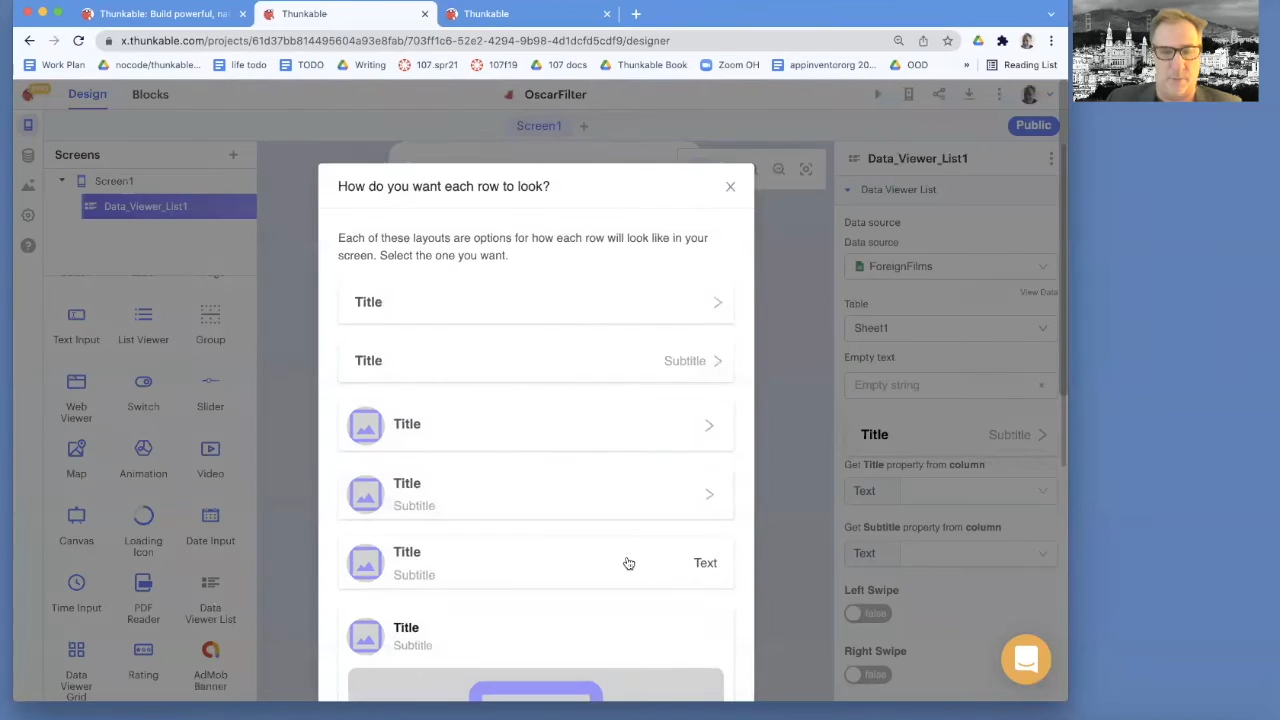 Thunkable: Build powerful, na
Thunkable
Thunkable
x.thunkable.com/projects/61d37bb814495604a93e8fab/
/designer
Work Plan
nocode/thunkable...
life todo
TODO
Writing
107 spar21
107f19
107 docs
Thunkable Book
Zoom OH
appinventororg 20...
OOD
»
Reading List
Design
Blocks
OscarFilter
Screen1
Public
Screens
Screen1
Data_Viewer_List1
Text Input
List Viewer
Group
Web Viewer
Switch
Slider
Map
Animation
Video
Canvas
Loading Icon
Date Input
Time Input
PDF Reader
Data Viewer List
Data Viewer Grid
Rating
AdMob Banner
How do you want each row to look?
Each of these layouts are options for how each row will look like in your
screen. Select the one you want.
Title
Title Subtitle
Title
Title
Subtitle
Title
Subtitle
Text
Title
Subtitle
Data_Viewer_List1
Data Viewer List
Data source
Data source
ForeignFilms
View Data
Table
Sheet1
Empty text
Empty string
Title Subtitle
Get Title property from column
Text
Get Subtitle property from column
Text
Left Swipe
false
Right Swipe
false